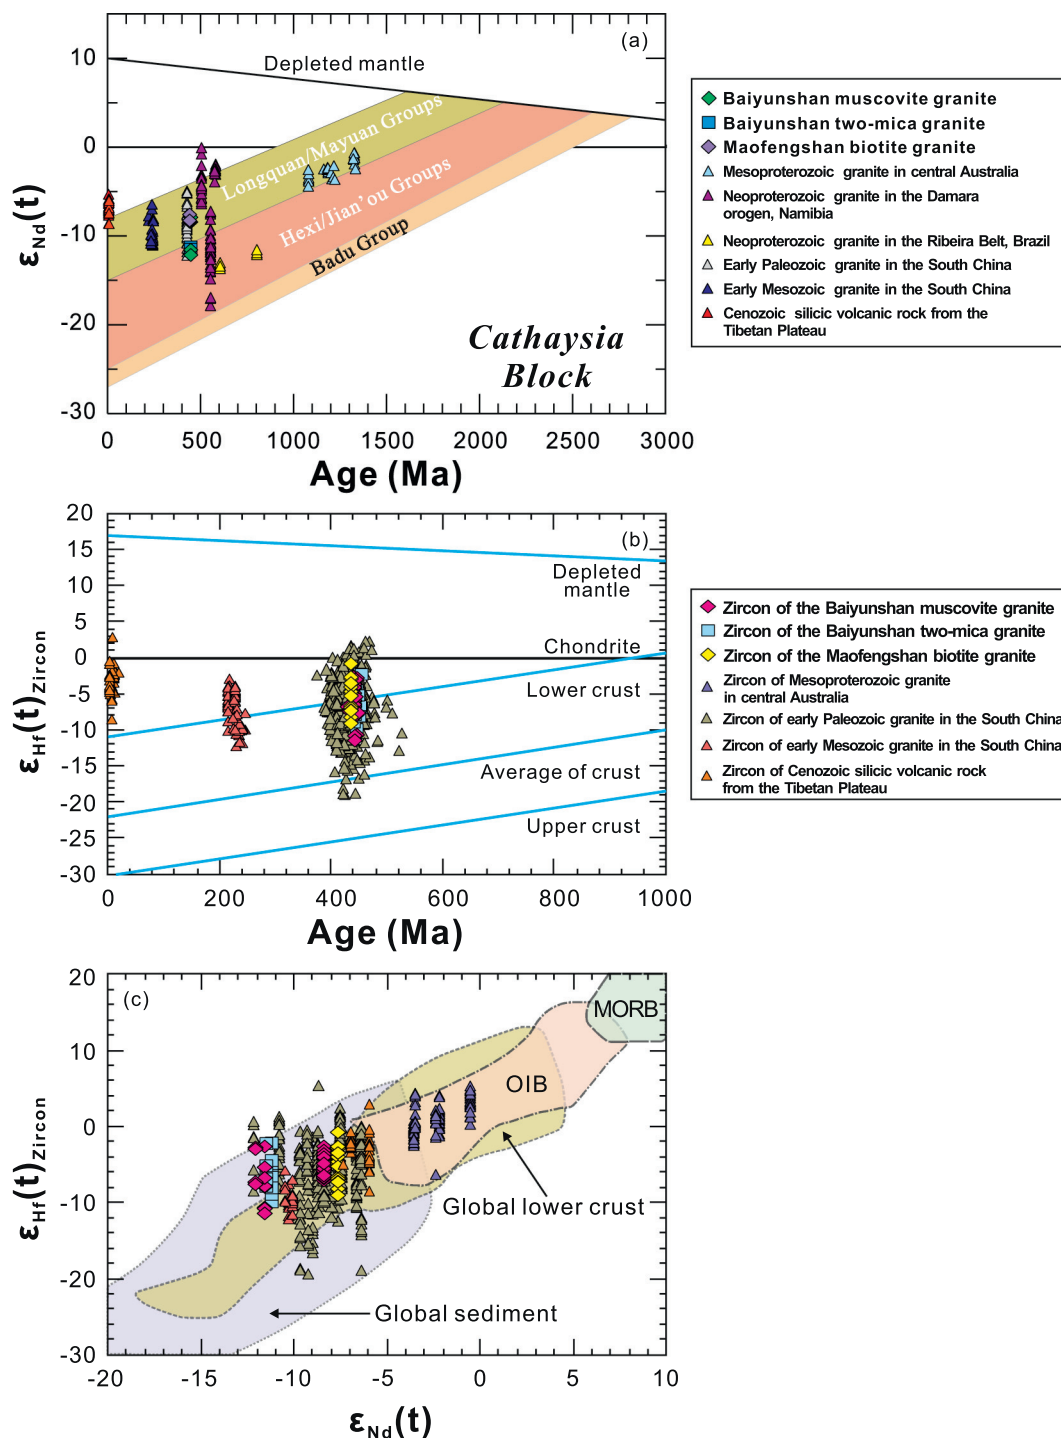 (a)
10
0
-10
-20
-30
εNd(t)
Depleted mantle
Longquan/Mayuan Groups
Hexi/Jian'ou Groups
Badu Group
Cathaysia
Block
0 500 1000 1500 2000 2500 3000
Age (Ma)
Baiyunshan muscovite granite
Baiyunshan two-mica granite
Maofengshan biotite granite
Mesoproterozoic granite in central Australia
Neoproterozoic granite in the Damara
orogen, Namibia
Neoproterozoic granite in the Ribeira Belt, Brazil
Early Paleozoic granite in the South China
Early Mesozoic granite in the South China
Cenozoic silicic volcanic rock from the
Tibetan Plateau
(b)
20
15
10
5
0
-5
-10
-15
-20
-25
-30
εHf(t)Zircon
Depleted
mantle
Chondrite
Lower crust
Average of crust
Upper crust
0 200 400 600 800 1000
Age (Ma)
Zircon of the Baiyunshan muscovite granite
Zircon of the Baiyunshan two-mica granite
Zircon of the Maofengshan biotite granite
Zircon of Mesoproterozoic granite
in central Australia
Zircon of early Paleozoic granite in the South China
Zircon of early Mesozoic granite in the South China
Zircon of Cenozoic silicic volcanic rock
from the Tibetan Plateau
(c)
20
10
0
-10
-20
-30
εHf(t)Zircon
MORB
OIB
Global lower crust
Global sediment
-20 -15 -10 -5 0 5 10
εNd(t)